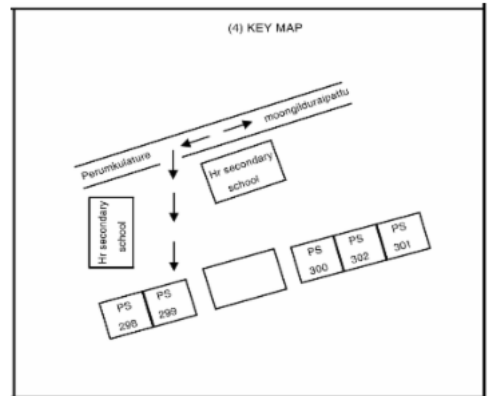 (4) KEY MAP
moongilduraipattu
Perumkulature
Hr secondary
school
Hr secondary
school
PS
300
PS
302
PS
301
PS
298
PS
299